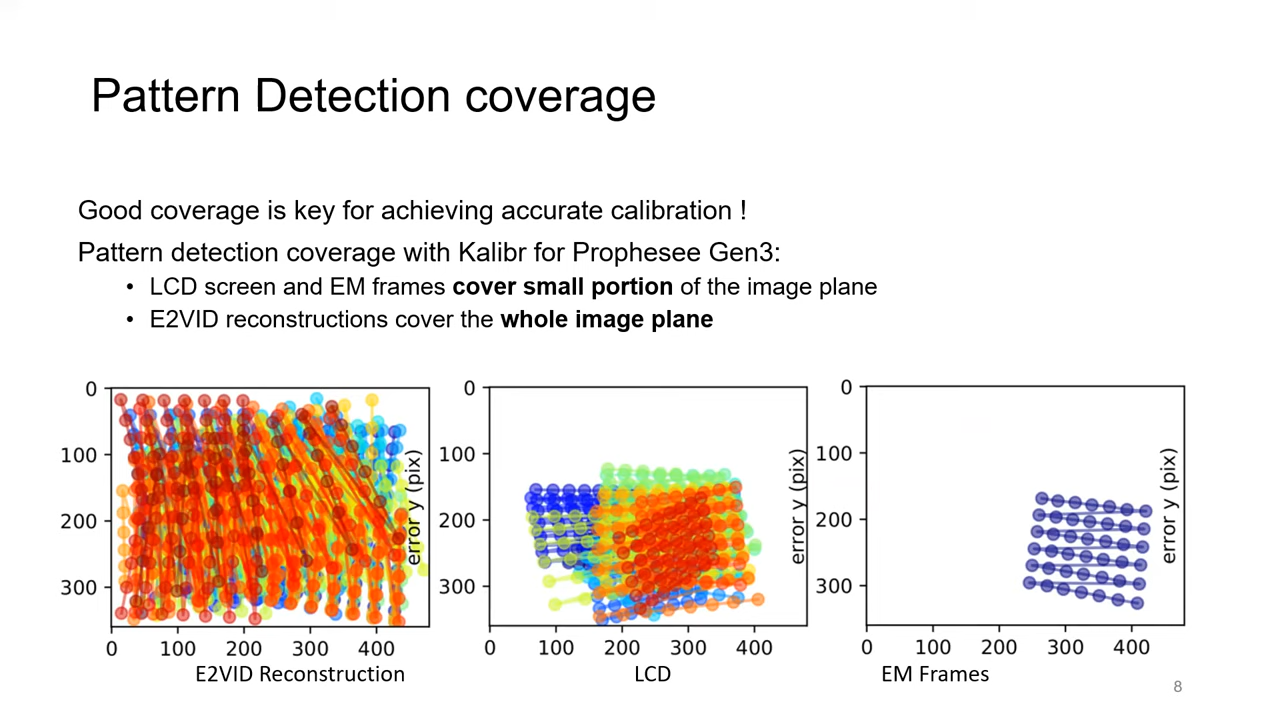 Pattern Detection coverage
Good coverage is key for achieving accurate calibration !
Pattern detection coverage with Kalibr for Prophesee Gen3:
• LCD screen and EM frames cover small portion of the image plane
• E2VID reconstructions cover the whole image plane
0
100
200
300
0 100 200 300 400
error y (pix)
E2VID Reconstruction
0
100
200
300
0 100 200 300 400
error y (pix)
LCD
0
100
200
300
0 100 200 300 400
error y (pix)
EM Frames
8